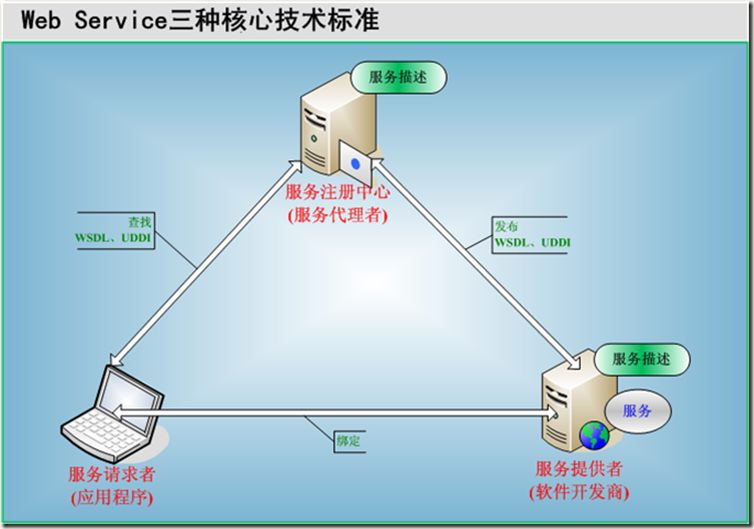 Web Service三种核心技术标准
服务描述
服务注册中心
(服务代理者)
查找
WSDL、UDDI
发布
WSDL、UDDI
服务描述
服务
绑定
服务请求者
(应用程序)
服务提供者
(软件开发商)